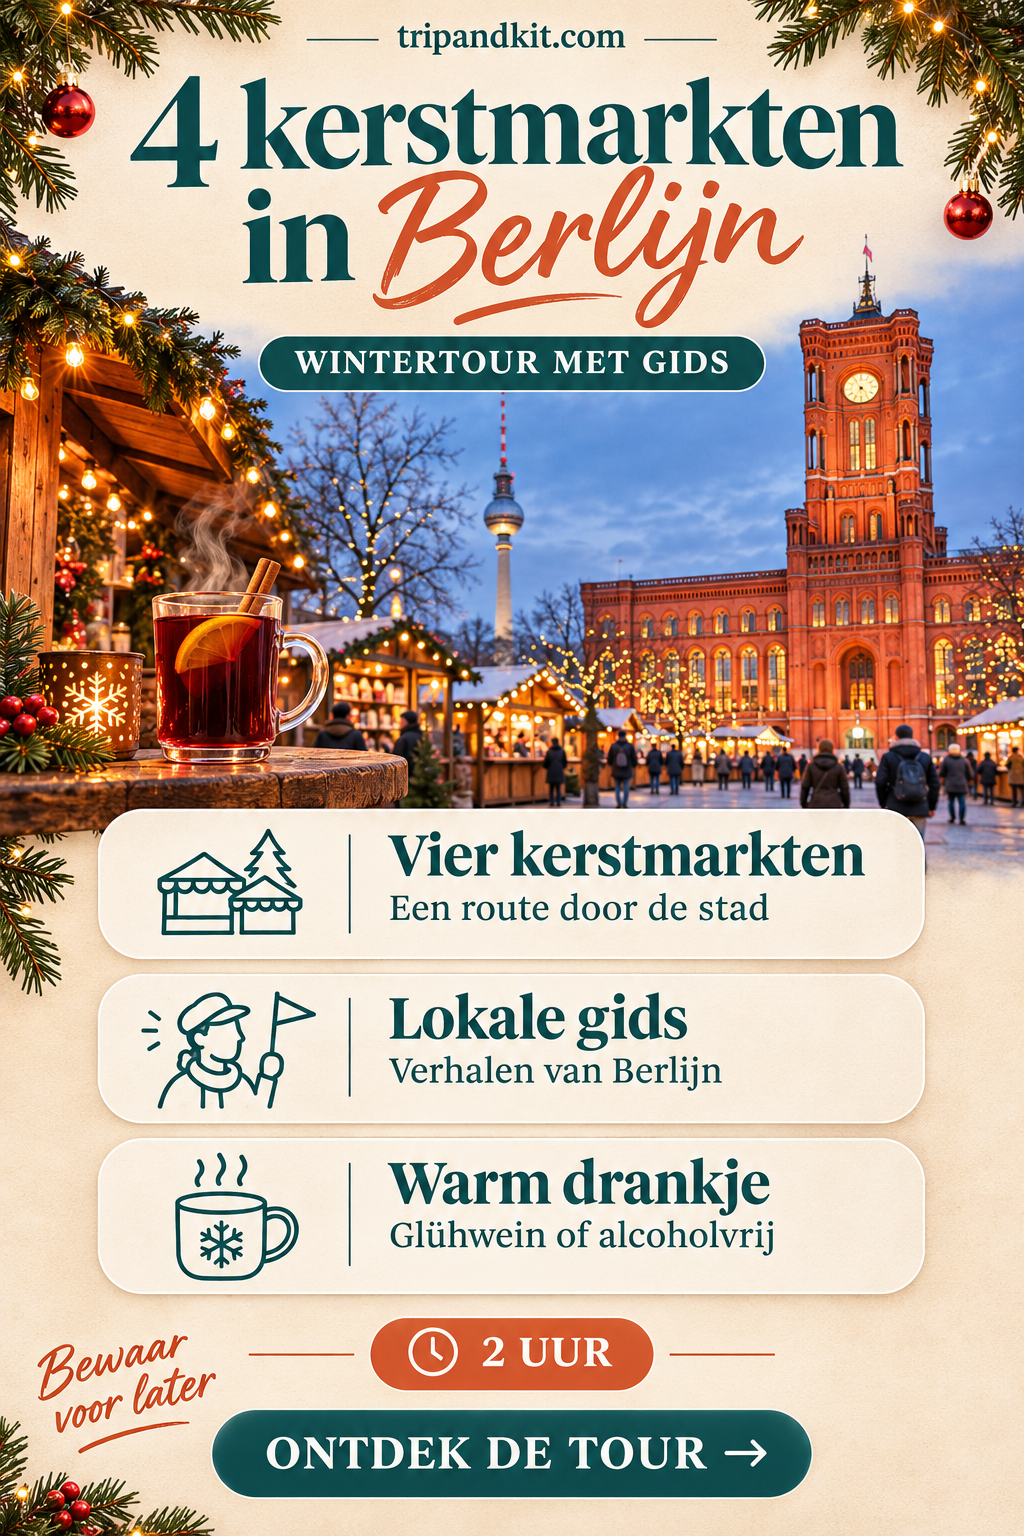 tripandkit.com
4 kerstmarkten
in Berlijn
WINTERTOUR MET GIDS
Vier kerstmarkten
Een route door de stad
Lokale gids
Verhalen van Berlijn
Warm drankje
Glühwein of alcoholvrij
2 UUR
Bewaar
voor later
ONTDEK DE TOUR →